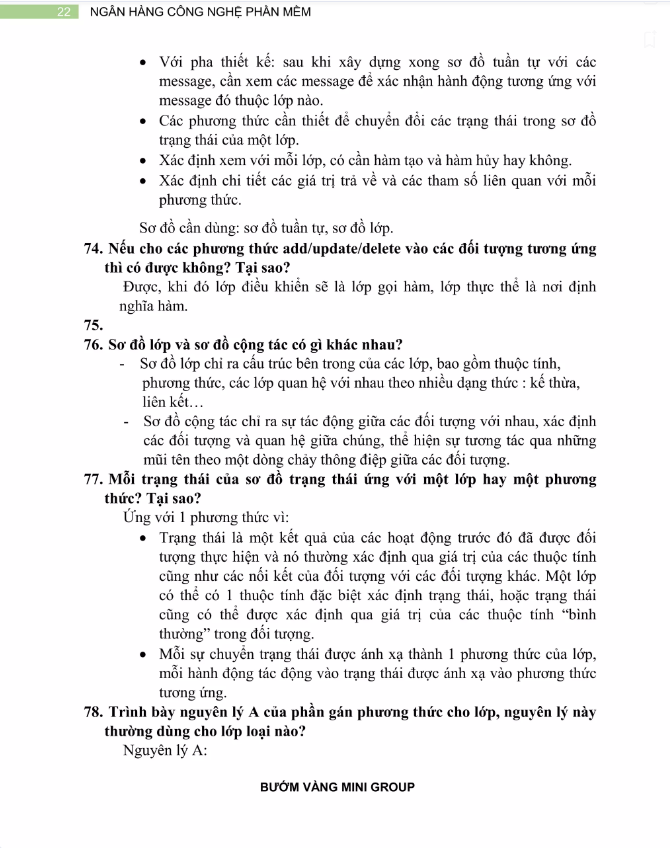 22 NGÂN HÀNG CÔNG NGHỆ PHẦN MỀM
• Với pha thiết kế: sau khi xây dựng xong sơ đồ tuần tự với các
message, cần xem các message để xác nhận hành động tương ứng với
message đó thuộc lớp nào.
• Các phương thức cần thiết để chuyển đổi các trạng thái trong sơ đồ
trạng thái của một lớp.
• Xác định xem với mỗi lớp, có cần hàm tạo và hàm hủy hay không.
• Xác định chi tiết các giá trị trả về và các tham số liên quan với mỗi
phương thức.
Sơ đồ cần dùng: sơ đồ tuần tự, sơ đồ lớp.
74. Nếu cho các phương thức add/update/delete vào các đối tượng tương ứng
thì có được không? Tại sao?
Được, khi đó lớp điều khiển sẽ là lớp gọi hàm, lớp thực thể là nơi định
nghĩa hàm.
75.
76. Sơ đồ lớp và sơ đồ cộng tác có gì khác nhau?
- Sơ đồ lớp chỉ ra cấu trúc bên trong của các lớp, bao gồm thuộc tính,
phương thức, các lớp quan hệ với nhau theo nhiều dạng thức : kế thừa,
liên kết…
- Sơ đồ cộng tác chỉ ra sự tác động giữa các đối tượng với nhau, xác định
các đối tượng và quan hệ giữa chúng, thể hiện sự tương tác qua những
mũi tên theo một dòng chảy thông điệp giữa các đối tượng.
77. Mỗi trạng thái của sơ đồ trạng thái ứng với một lớp hay một phương
thức? Tại sao?
Ứng với 1 phương thức vì:
• Trạng thái là một kết quả của các hoạt động trước đó đã được đối
tượng thực hiện và nó thường xác định qua giá trị của các thuộc tính
cũng như các nối kết của đối tượng với các đối tượng khác. Một lớp
có thể có 1 thuộc tính đặc biệt xác định trạng thái, hoặc trạng thái
cũng có thể được xác định qua giá trị của các thuộc tính “bình
thường” trong đối tượng.
• Mỗi sự chuyển trạng thái được ánh xạ thành 1 phương thức của lớp,
mỗi hành động tác động vào trạng thái được ánh xạ vào phương thức
tương ứng.
78. Trình bày nguyên lý A của phần gán phương thức cho lớp, nguyên lý này
thường dùng cho lớp loại nào?
Nguyên lý A:
BƯỚM VÀNG MINI GROUP